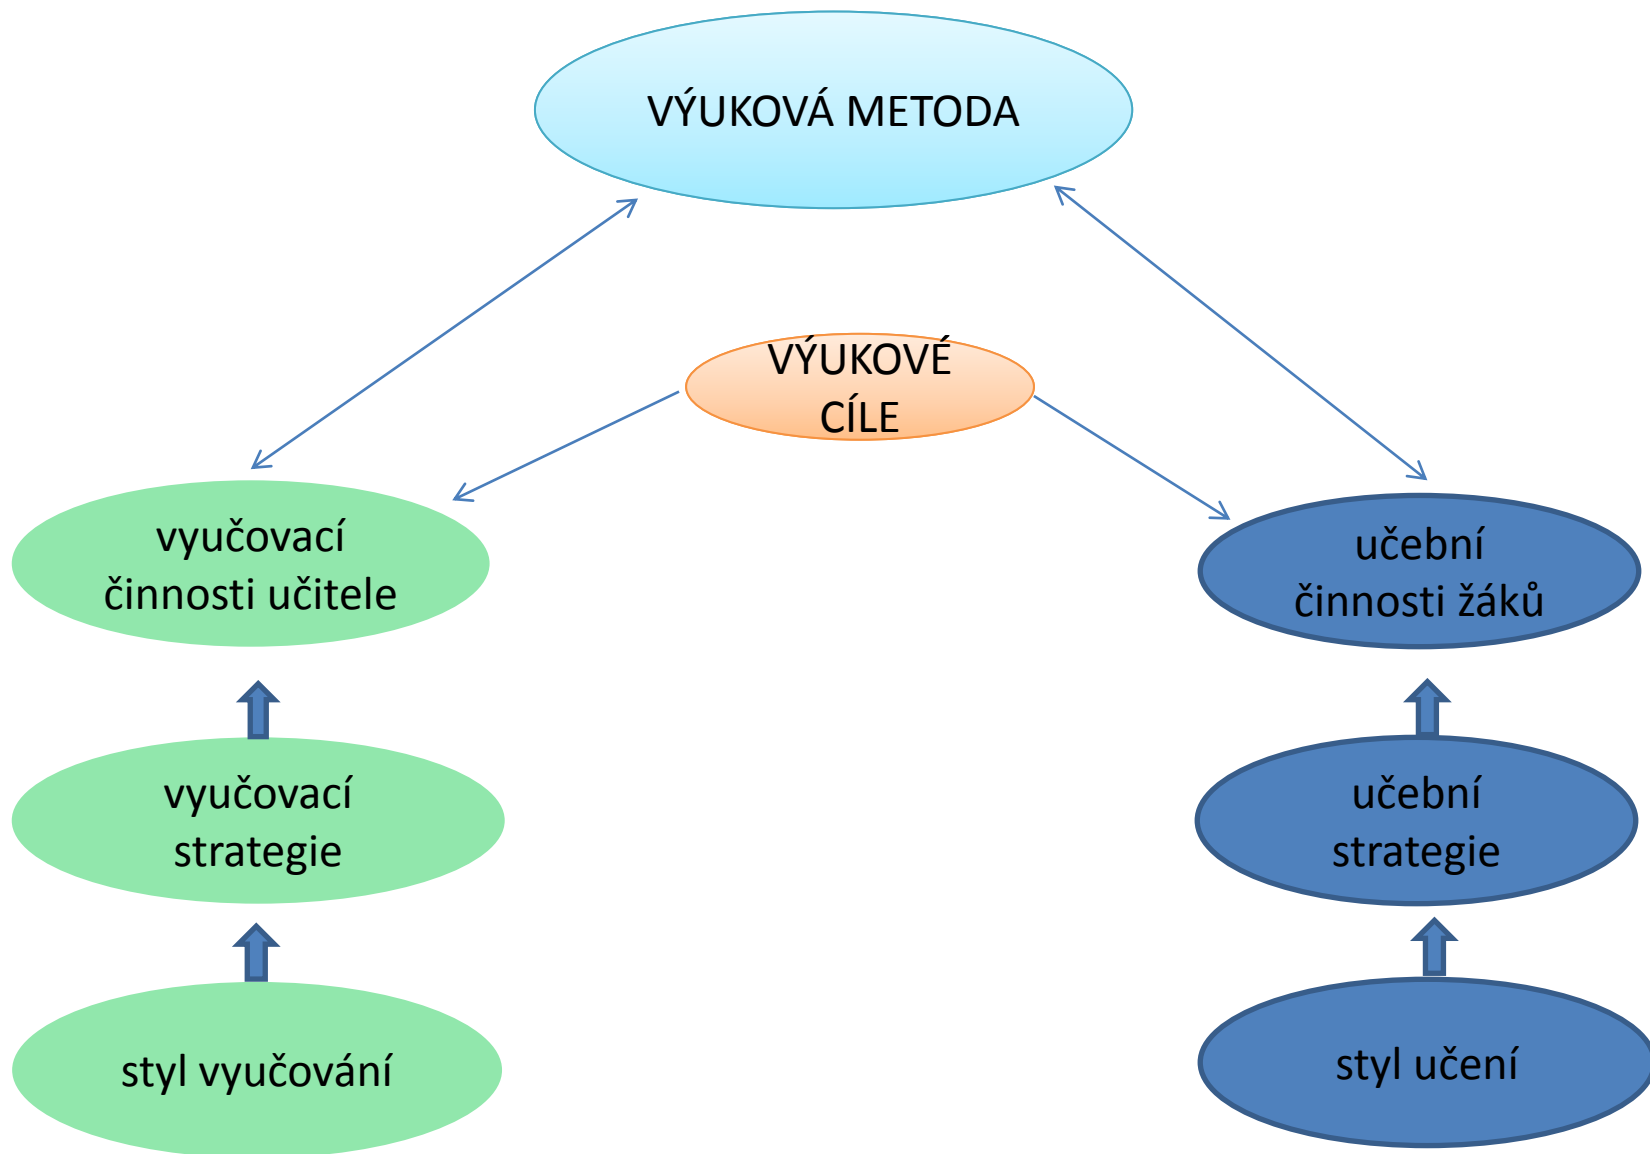 VÝUKOVÁ METODA
VÝUKOVÉ
CÍLE
vyučovací
činnosti učitele
učební
činnosti žáků
vyučovací
strategie
učební
strategie
styl vyučování
styl učení